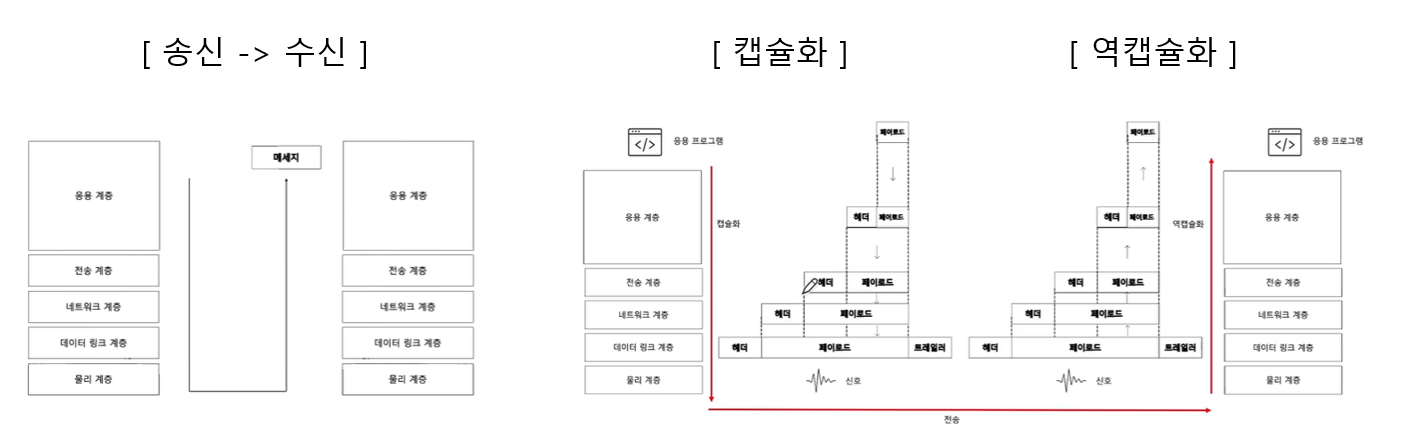 [ 송신 -> 수신 ]
메세지
응용 계층
전송 계층
네트워크 계층
데이터 링크 계층
물리 계층
응용 계층
전송 계층
네트워크 계층
데이터 링크 계층
물리 계층
[ 캡슐화 ]
</> 응용 프로그램
응용 계층
전송 계층
네트워크 계층
데이터 링크 계층
물리 계층
캡슐화
페이로드
헤더 페이로드
헤더 페이로드
헤더 페이로드
헤더 페이로드 트레일러
신호
[ 역캡슐화 ]
페이로드
헤더 페이로드
헤더 페이로드
헤더 페이로드
헤더 페이로드 트레일러
신호
역캡슐화
</> 응용 프로그램
응용 계층
전송 계층
네트워크 계층
데이터 링크 계층
물리 계층
전송